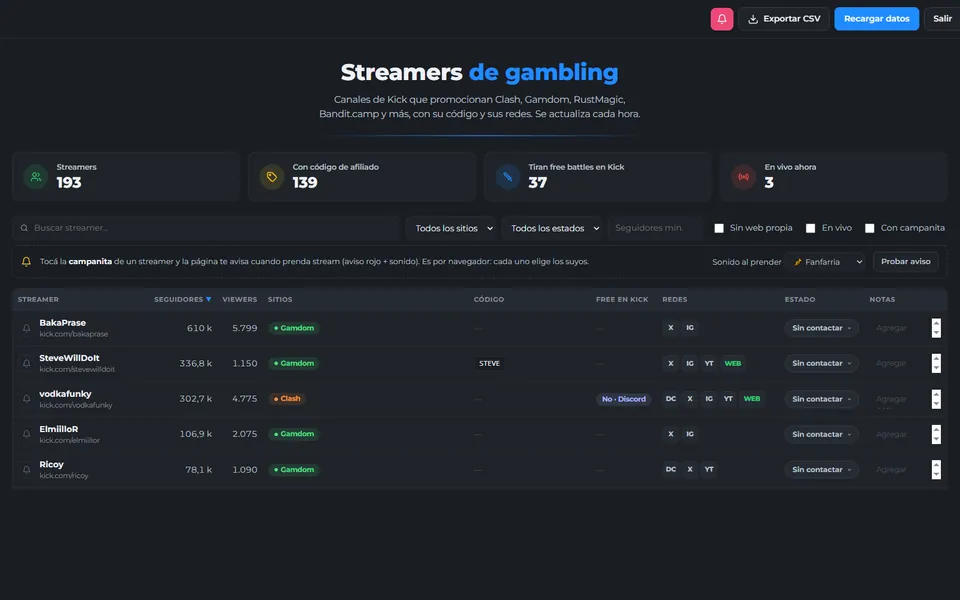 Exportar CSV
Recargar datos
Salir
Streamers de gambling
Canales de Kick que promocionan Clash, Gamdom, RustMagic,
Bandit.camp y más, con su código y sus redes. Se actualiza cada hora.
Streamers
193
Con código de afiliado
139
Tiran free battles en Kick
37
En vivo ahora
3
Buscar streamer...
Todos los sitios
Todos los estados
Seguidores mín.
Sin web propia
En vivo
Con campanita
Tocá la campanita de un streamer y la página te avisa cuando prenda stream (aviso rojo + sonido). Es por navegador: cada uno elige los suyos.
Sonido al prender
Fanfarria
Probar aviso
STREAMER SEGUIDORES ▼ VIEWERS SITIOS CÓDIGO FREE EN KICK REDES ESTADO NOTAS
BakaPrase
kick.com/bakaprase
610 k 5.799 Gamdom — — X IG Sin contactar Agregar
SteveWillDoIt
kick.com/stevewilldoit
336,8 k 1.150 Gamdom STEVE — X IG YT WEB Sin contactar Agregar
vodkafunky
kick.com/vodkafunky
302,7 k 4.775 Clash — No · Discord DC X IG YT WEB Sin contactar Agregar
ElmiilloR
kick.com/elmiillor
106,9 k 2.075 Gamdom — — X IG Sin contactar Agregar
Ricoy
kick.com/ricoy
78,1 k 1.090 Gamdom — — DC X YT Sin contactar Agregar